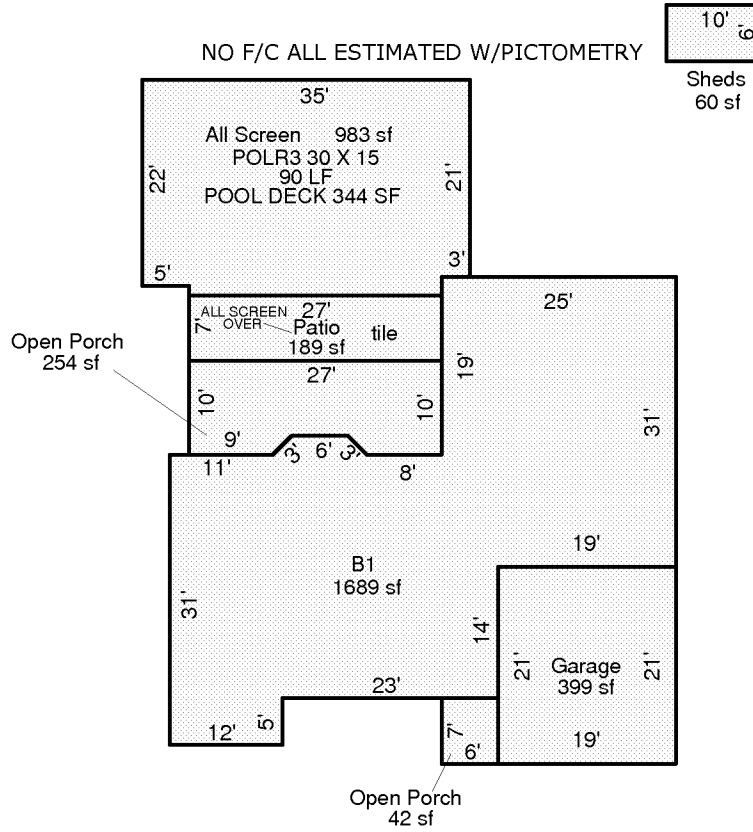 10'
6'
NO F/C ALL ESTIMATED W/PICTOMETRY
Sheds
60 sf
35'
All Screen 983 sf
POLR3 30 X 15
90 LF
POOL DECK 344 SF
22'
21'
5'
3'
27'
25'
ALL SCREEN
OVER
7'
Patio
189 sf
tile
Open Porch
254 sf
27'
19'
10'
10'
31'
9'
3'
6'
3'
11'
8'
19'
B1
1689 sf
31'
14'
21'
Garage
399 sf
21'
23'
5'
12'
7'
6'
19'
Open Porch
42 sf